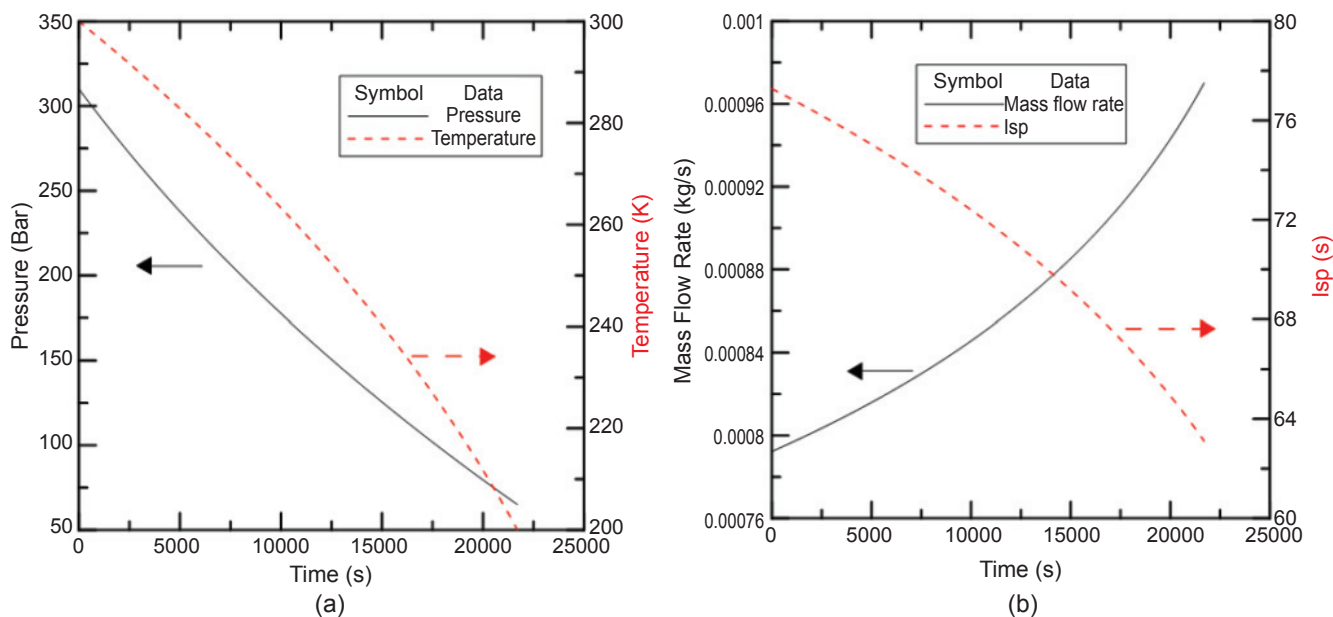 350
300
250
200
150
100
50
Pressure (Bar)
300
280
260
240
220
200
Temperature (K)
Symbol Data
Pressure
Temperature
0 5000 10000 15000 20000 25000
Time (s)
(a)
0.001
0.00096
0.00092
0.00088
0.00084
0.0008
0.00076
Mass Flow Rate (kg/s)
80
76
72
68
64
60
Isp (s)
Symbol Data
Mass flow rate
Isp
0 5000 10000 15000 20000 25000
Time (s)
(b)